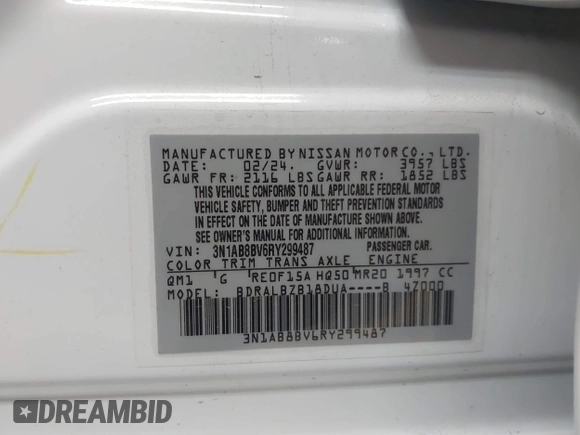 MANUFACTURED BY NISSAN MOTOR CO., LTD.
DATE: 02/24. GVWR: 3957 LBS
GAWR FR: 2116 LBS GAWR RR: 1852 LBS
THIS VEHICLE CONFORMS TO ALL APPLICABLE FEDERAL MOTOR
VEHICLE SAFETY, BUMPER AND THEFT PREVENTION STANDARDS
IN EFFECT ON THE DATE OF MANUFACTURE SHOWN ABOVE.
SEE OWNER'S MANUAL FOR ADDITIONAL INFORMATION.
VIN: 3N1AB8BV6RY299487 PASSENGER CAR.
COLOR TRIM TRANS AXLE ENGINE
QM1 G RE0F15A HQ50 MR20 1997 CC
MODEL: BDRALBZB18DUA----B 47000
3N1AB8BV6RY299487
DREAMBID.COM